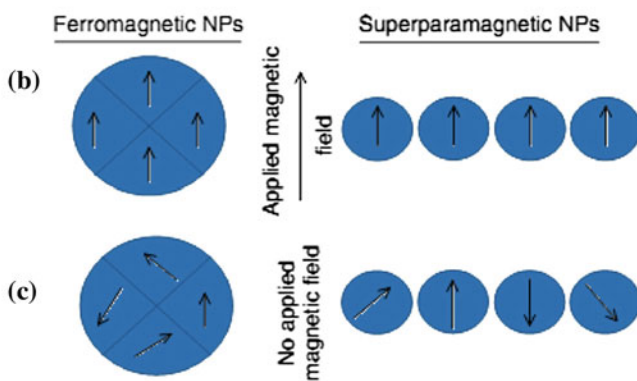 Ferromagnetic NPs
Superparamagnetic NPs
(b)
Applied magnetic
field
(c)
No applied
magnetic field